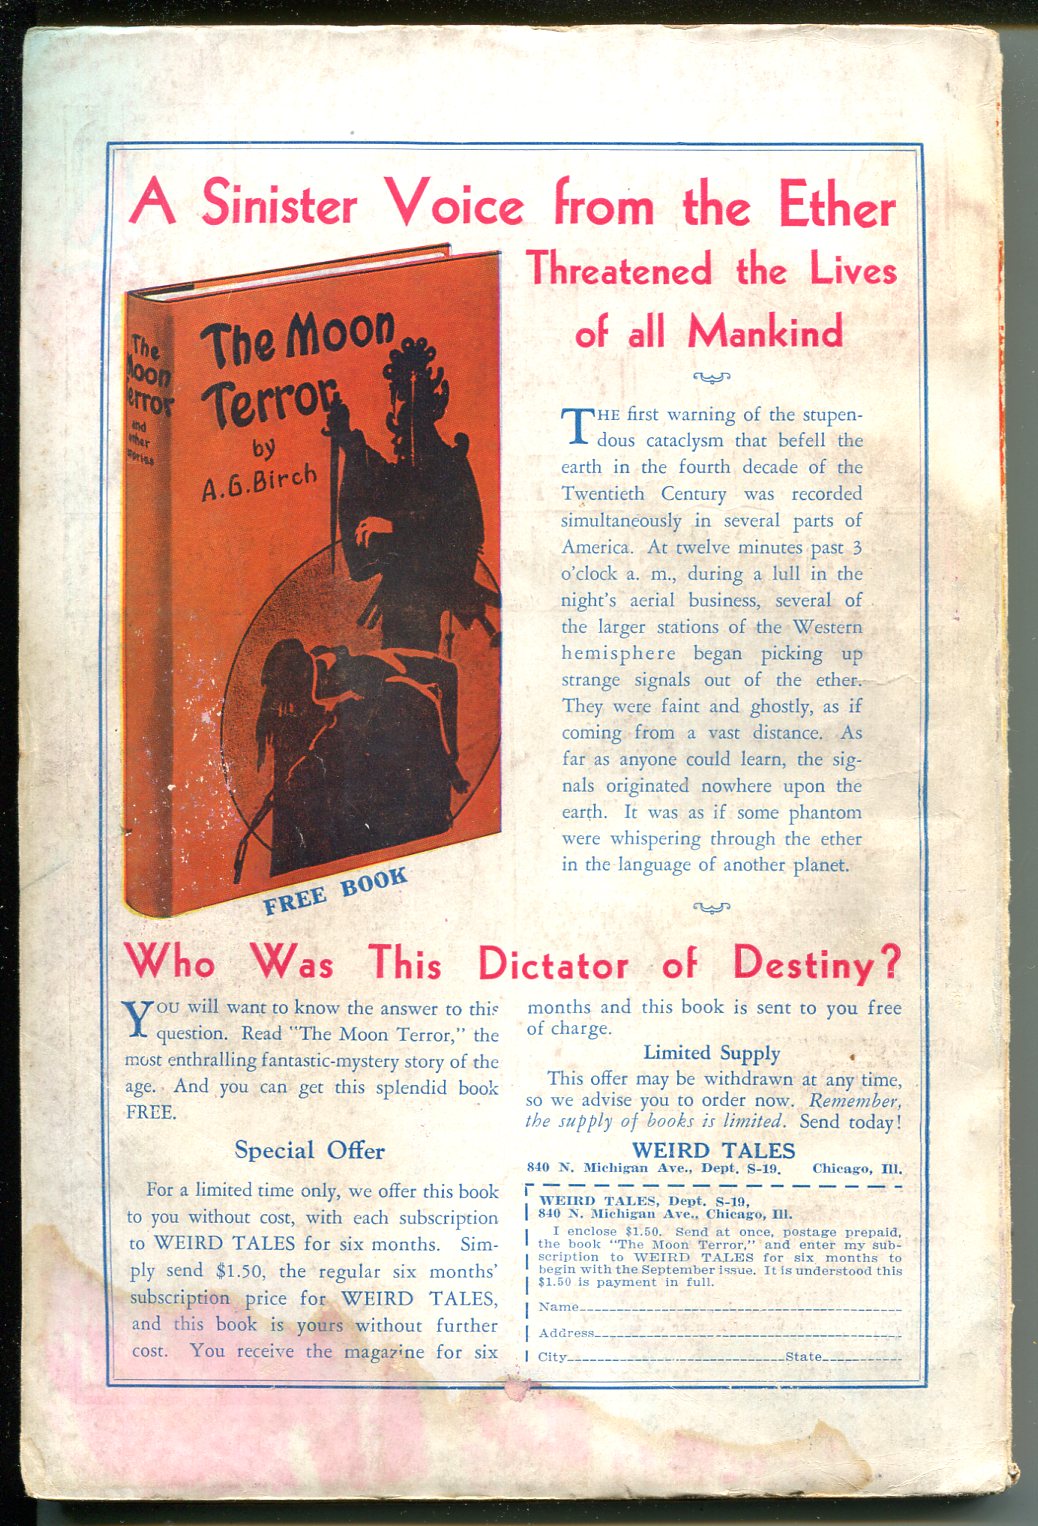 A Sinister Voice from the Ether
Threatened the Lives
of all Mankind
The Moon
Terror
by
A.G.Birch
The
Moon
Terror
and
other
stories
FREE BOOK
THE first warning of the stupen-
dous cataclysm that befell the
earth in the fourth decade of the
Twentieth Century was recorded
simultaneously in several parts of
America. At twelve minutes past 3
o'clock a. m., during a lull in the
night's aerial business, several of
the larger stations of the Western
hemisphere began picking up
strange signals out of the ether.
They were faint and ghostly, as if
coming from a vast distance. As
far as anyone could learn, the sig-
nals originated nowhere upon the
earth. It was as if some phantom
were whispering through the ether
in the language of another planet.
Who Was This Dictator of Destiny?
YOU will want to know the answer to this
question. Read "The Moon Terror," the
most enthralling fantastic-mystery story of the
age. And you can get this splendid book
FREE.
Special Offer
For a limited time only, we offer this book
to you without cost, with each subscription
to WEIRD TALES for six months. Sim-
ply send $1.50, the regular six months'
subscription price for WEIRD TALES,
and this book is yours without further
cost. You receive the magazine for six
months and this book is sent to you free
of charge.
Limited Supply
This offer may be withdrawn at any time,
so we advise you to order now. Remember,
the supply of books is limited. Send today!
WEIRD TALES
840 N. Michigan Ave., Dept. S-19. Chicago, Ill.
WEIRD TALES, Dept. S-19,
840 N. Michigan Ave., Chicago, Ill.
I enclose $1.50. Send at once, postage prepaid,
the book "The Moon Terror," and enter my sub-
scription to WEIRD TALES for six months to
begin with the September issue. It is understood this
$1.50 is payment in full.
Name
Address
City State